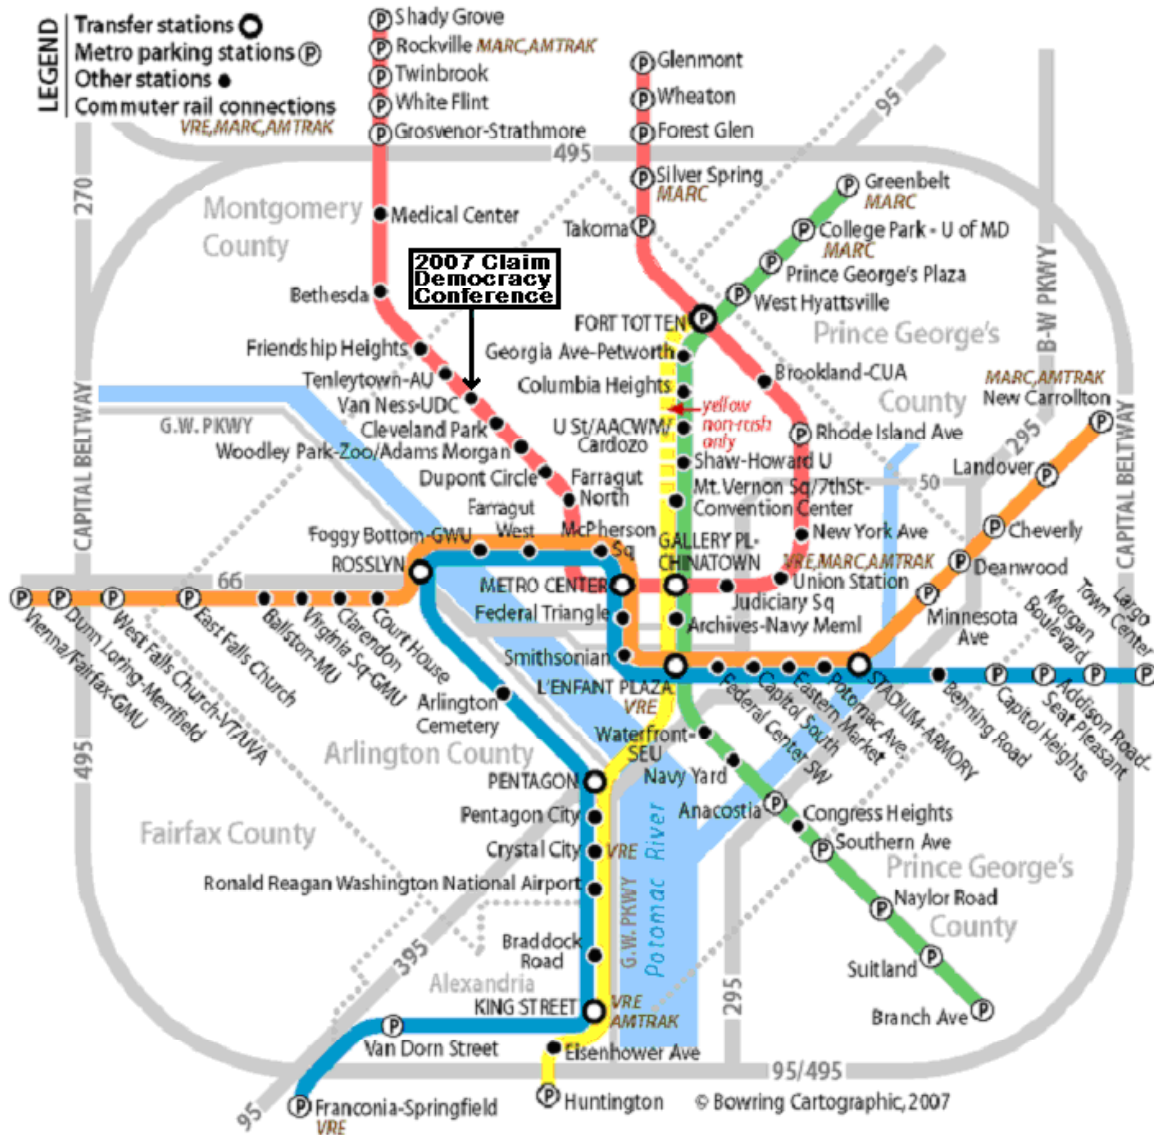 LEGEND
Transfer stations
Metro parking stations P
Other stations
Commuter rail connections
VRE,MARC,AMTRAK
Shady Grove
Rockville MARC,AMTRAK
Twinbrook
White Flint
Grosvenor-Strathmore
Glenmont
Wheaton
Forest Glen
Silver Spring
MARC
Takoma
495
95
270
Montgomery
County
Medical Center
Greenbelt
MARC
College Park - U of MD
MARC
Prince George's Plaza
West Hyattsville
B-W PKWY
2007 Claim
Democracy
Conference
Bethesda
FORT TOTTEN
Prince George's
County
Friendship Heights
Georgia Ave-Petworth
Tenleytown-AU
Columbia Heights
Brookland-CUA
MARC,AMTRAK
New Carrollton
Van Ness-UDC
yellow
non-rush
only
CAPITAL BELTWAY
G.W. PKWY
Cleveland Park
U St/AACWM/
Cardozo
Rhode Island Ave
295
CAPITAL BELTWAY
Woodley Park-Zoo/Adams Morgan
Shaw-Howard U
Landover
Dupont Circle
Farragut
North
50
Mt. Vernon Sq/7thSt-
Convention Center
Farragut
West
McPherson
Sq
Foggy Bottom-GWU
New York Ave
Cheverly
ROSSLYN
GALLERY PL-
CHINATOWN
VRE,MARC,AMTRAK
Union Station
Deanwood
66
METRO CENTER
Judiciary Sq
Minnesota
Ave
Morgan
Boulevard
Largo
Town Center
Federal Triangle
Archives-Navy Meml
Vienna/Fairfax-GMU
Dunn Loring-Merrifield
West Falls Church-VT/UVA
East Falls Church
Ballston-MU
Virginia Sq-GMU
Clarendon
Court House
Smithsonian
L'ENFANT PLAZA
VRE
Arlington
Cemetery
Federal Center SW
Capitol South
Eastern Market
Potomac Ave
STADIUM-ARMORY
Benning Road
Capitol Heights
Addison Road-
Seat Pleasant
495
Arlington County
Waterfront-
SEU
Navy Yard
PENTAGON
Anacostia
Congress Heights
Pentagon City
Fairfax County
Southern Ave
Crystal City VRE
Prince George's
County
Ronald Reagan Washington National Airport
G.W. PKWY
Potomac River
Naylor Road
Braddock
Road
395
Suitland
Alexandria
KING STREET
VRE
AMTRAK
295
Branch Ave
Van Dorn Street
Eisenhower Ave
95/495
95
Franconia-Springfield
VRE
Huntington
© Bowring Cartographic, 2007